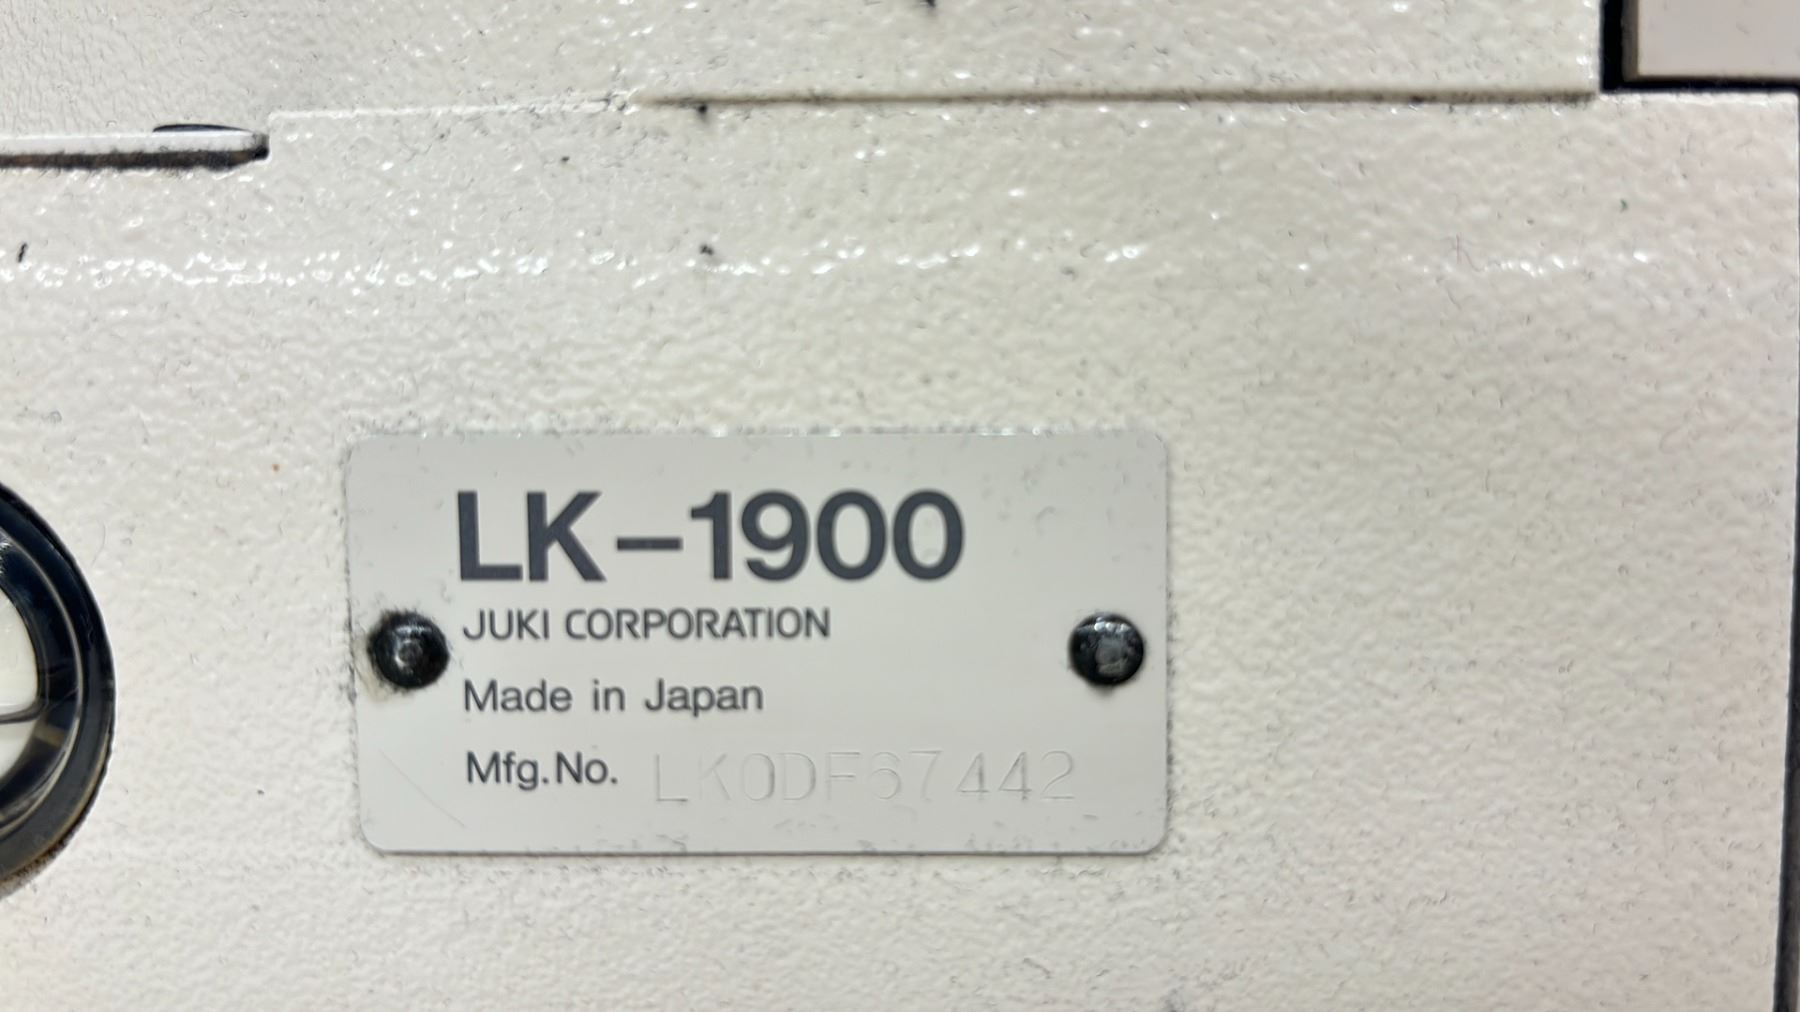 LK-1900
JUKI CORPORATION
Made in Japan
Mfg.No. LK0DF67442